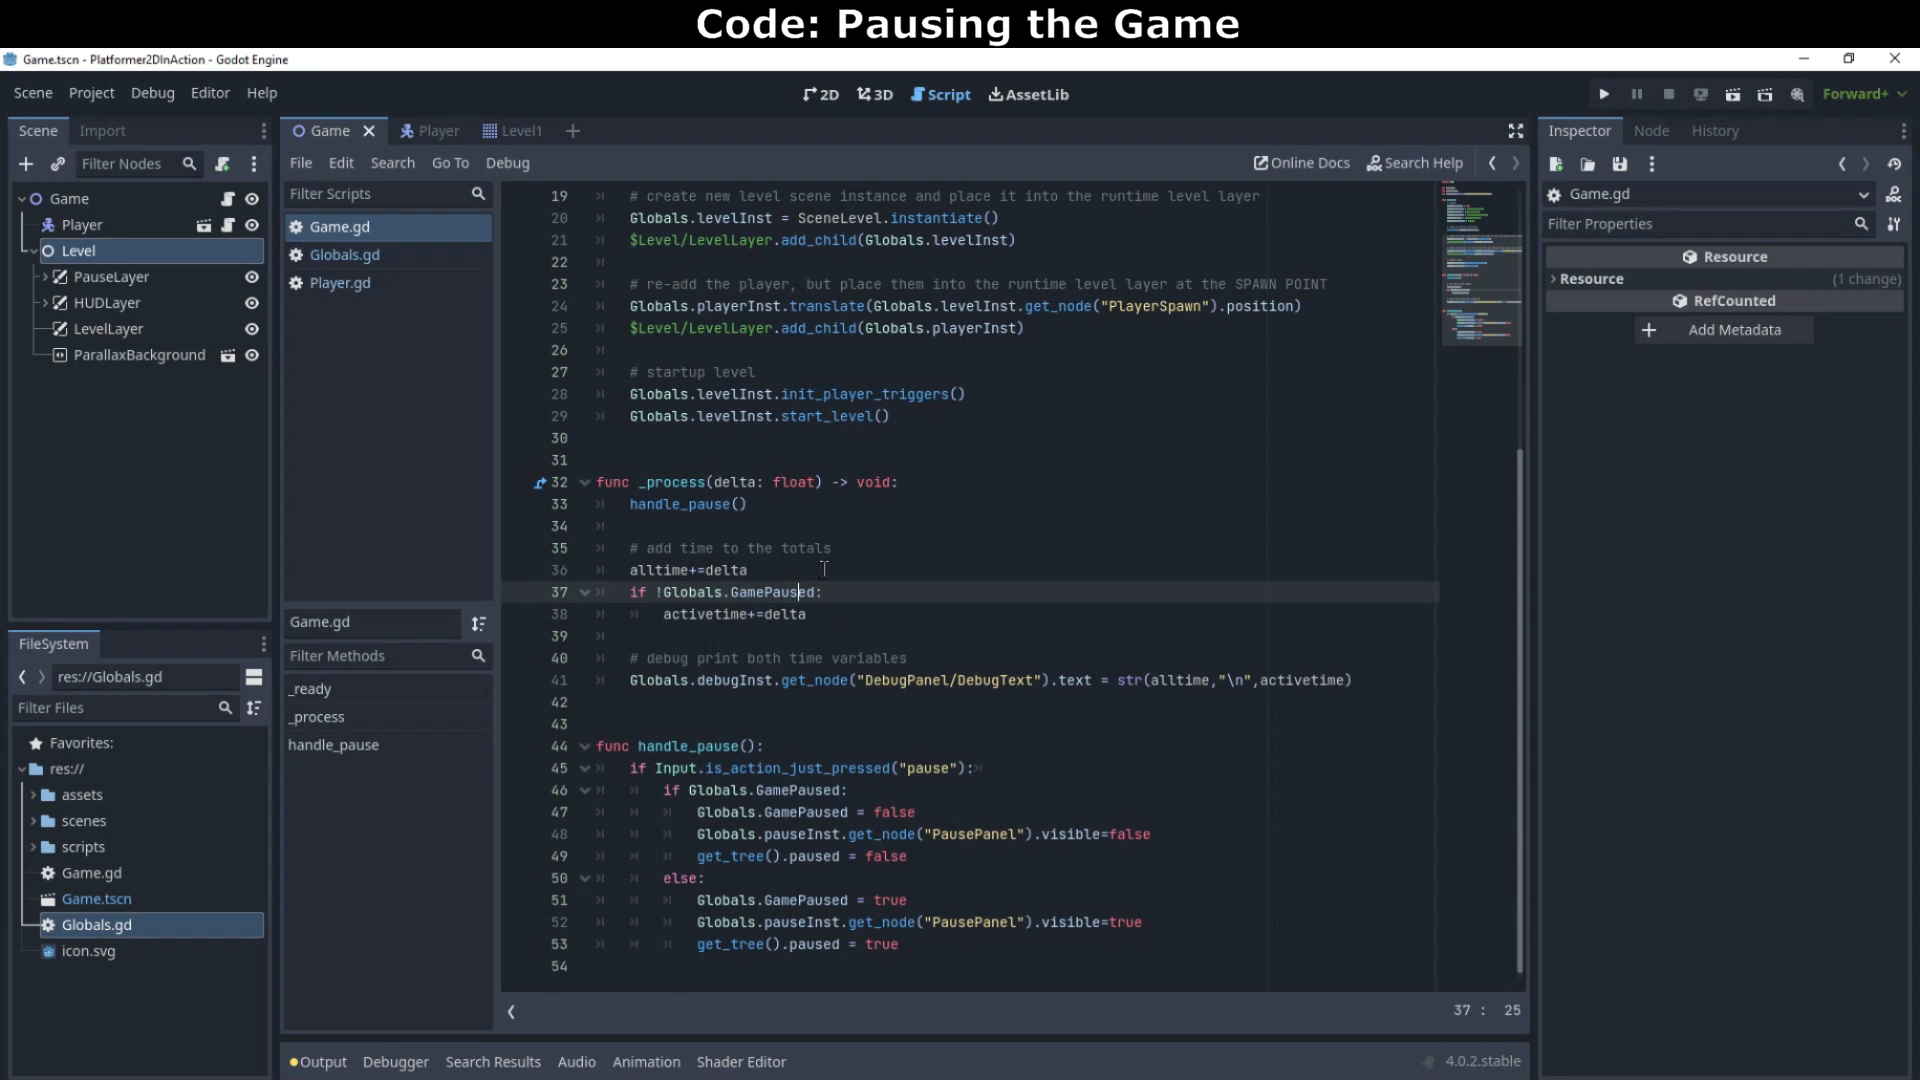 Code: Pausing the Game
Game.tscn - Platformer2DInAction - Godot Engine
Scene Project Debug Editor Help
2D 3D Script AssetLib
Forward+
Scene Import
Filter Nodes
Game
Player
Level
PauseLayer
HUDLayer
LevelLayer
ParallaxBackground
FileSystem
res://Globals.gd
Filter Files
Favorites:
res://
assets
scenes
scripts
Game.gd
Game.tscn
Globals.gd
icon.svg
Game Player Level1
File Edit Search Go To Debug
Online Docs Search Help
Filter Scripts
Game.gd
Globals.gd
Player.gd
Game.gd
Filter Methods
_ready
_process
handle_pause
19 # create new level scene instance and place it into the runtime level layer
20 Globals.levelInst = SceneLevel.instantiate()
21 $Level/LevelLayer.add_child(Globals.levelInst)
22
23 # re-add the player, but place them into the runtime level layer at the SPAWN POINT
24 Globals.playerInst.translate(Globals.levelInst.get_node("PlayerSpawn").position)
25 $Level/LevelLayer.add_child(Globals.playerInst)
26
27 # startup level
28 Globals.levelInst.init_player_triggers()
29 Globals.levelInst.start_level()
30
31
32 func _process(delta: float) -> void:
33 handle_pause()
34
35 # add time to the totals
36 alltime+=delta
37 if !Globals.GamePaused:
38 activetime+=delta
39
40 # debug print both time variables
41 Globals.debugInst.get_node("DebugPanel/DebugText").text = str(alltime,"\n",activetime)
42
43
44 func handle_pause():
45 if Input.is_action_just_pressed("pause"):
46 if Globals.GamePaused:
47 Globals.GamePaused = false
48 Globals.pauseInst.get_node("PausePanel").visible=false
49 get_tree().paused = false
50 else:
51 Globals.GamePaused = true
52 Globals.pauseInst.get_node("PausePanel").visible=true
53 get_tree().paused = true
54
37 : 25
Output Debugger Search Results Audio Animation Shader Editor
4.0.2.stable
Inspector Node History
Game.gd
Filter Properties
Resource
Resource (1 change)
RefCounted
Add Metadata